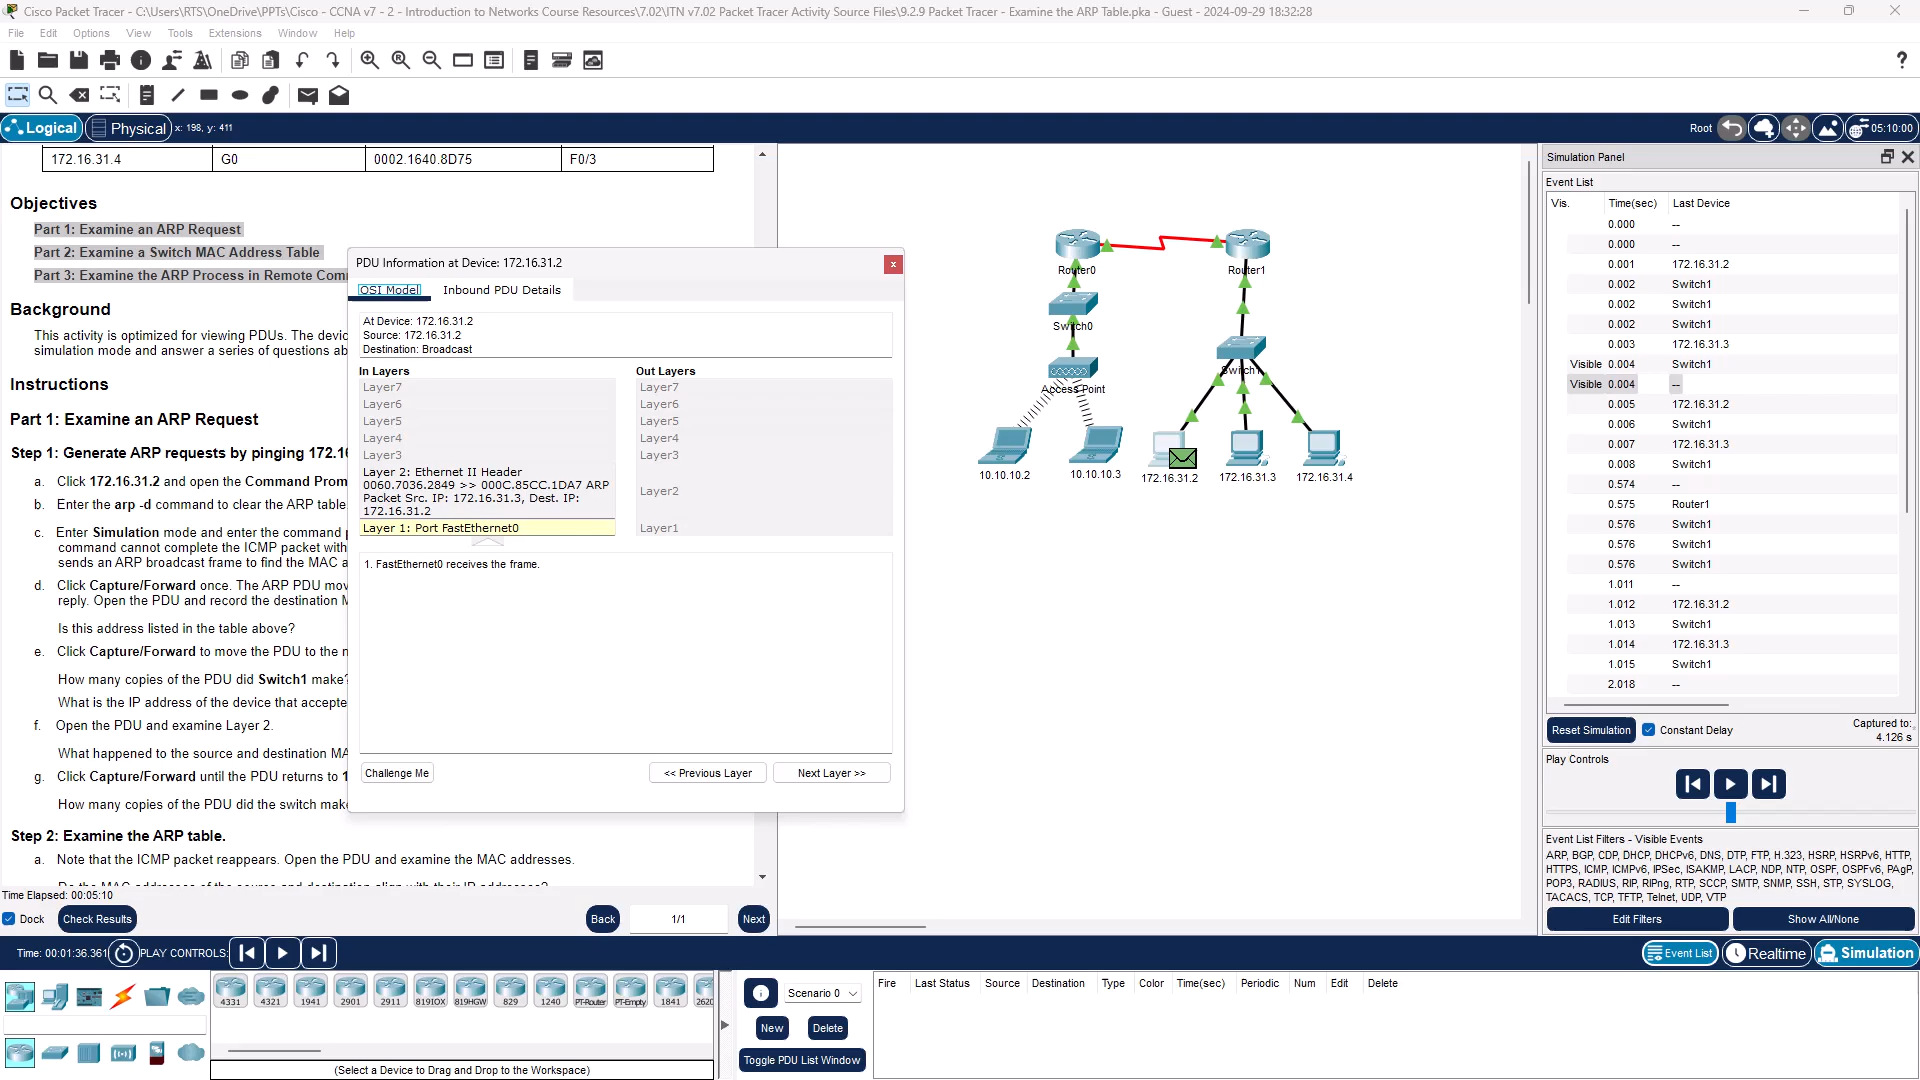 Cisco Packet Tracer - C:\Users\RTS\OneDrive\PPTs\Cisco - CCNA v7 - 2 - Introduction to Networks Course Resources\7.02\ITN v7.02 Packet Tracer Activity Source Files\9.2.9 Packet Tracer - Examine the ARP Table.pka - Guest - 2024-09-29 18:32:28
File Edit Options View Tools Extensions Window Help
Logical Physical x: 198, y: 411 Root 05:10:00
172.16.31.4 G0 0002.1640.8D75 F0/3
Objectives
Part 1: Examine an ARP Request
Part 2: Examine a Switch MAC Address Table
Part 3: Examine the ARP Process in Remote Com
Background
This activity is optimized for viewing PDUs. The devic
simulation mode and answer a series of questions ab
Instructions
Part 1: Examine an ARP Request
Step 1: Generate ARP requests by pinging 172.16
a. Click 172.16.31.2 and open the Command Prom
b. Enter the arp -d command to clear the ARP table
c. Enter Simulation mode and enter the command p
command cannot complete the ICMP packet with
sends an ARP broadcast frame to find the MAC a
d. Click Capture/Forward once. The ARP PDU mov
reply. Open the PDU and record the destination M
Is this address listed in the table above?
e. Click Capture/Forward to move the PDU to the n
How many copies of the PDU did Switch1 make?
What is the IP address of the device that accepte
f. Open the PDU and examine Layer 2.
What happened to the source and destination MA
g. Click Capture/Forward until the PDU returns to 1
How many copies of the PDU did the switch mak
Step 2: Examine the ARP table.
a. Note that the ICMP packet reappears. Open the PDU and examine the MAC addresses.
Time Elapsed: 00:05:10
Dock Check Results Back 1/1 Next
PDU Information at Device: 172.16.31.2 x
OSI Model Inbound PDU Details
At Device: 172.16.31.2
Source: 172.16.31.2
Destination: Broadcast
In Layers Out Layers
Layer7 Layer7
Layer6 Layer6
Layer5 Layer5
Layer4 Layer4
Layer3 Layer3
Layer 2: Ethernet II Header
0060.7036.2849 >> 000C.85CC.1DA7 ARP
Packet Src. IP: 172.16.31.3, Dest. IP:
172.16.31.2
Layer2
Layer 1: Port FastEthernet0 Layer1
1. FastEthernet0 receives the frame.
Challenge Me << Previous Layer Next Layer >>
Router0 Router1
Switch0
Switch1
Access Point
10.10.10.2 10.10.10.3 172.16.31.2 172.16.31.3 172.16.31.4
Simulation Panel
Event List
Vis. Time(sec) Last Device
0.000 --
0.000 --
0.001 172.16.31.2
0.002 Switch1
0.002 Switch1
0.002 Switch1
0.003 172.16.31.3
Visible 0.004 Switch1
Visible 0.004 --
0.005 172.16.31.2
0.006 Switch1
0.007 172.16.31.3
0.008 Switch1
0.574 --
0.575 Router1
0.576 Switch1
0.576 Switch1
0.576 Switch1
1.011 --
1.012 172.16.31.2
1.013 Switch1
1.014 172.16.31.3
1.015 Switch1
2.018 --
Reset Simulation Constant Delay Captured to:
4.126 s
Play Controls
Event List Filters - Visible Events
ARP, BGP, CDP, DHCP, DHCPv6, DNS, DTP, FTP, H.323, HSRP, HSRPv6, HTTP,
HTTPS, ICMP, ICMPv6, IPSec, ISAKMP, LACP, NDP, NTP, OSPF, OSPFv6, PAgP,
POP3, RADIUS, RIP, RIPng, RTP, SCCP, SMTP, SNMP, SSH, STP, SYSLOG,
TACACS, TCP, TFTP, Telnet, UDP, VTP
Edit Filters Show All/None
Time: 00:01:36.361 PLAY CONTROLS: Event List Realtime Simulation
4331 4321 1941 2901 2911 819IOX 819HGW 829 1240 PT-Router PT-Empty 1841 2620
(Select a Device to Drag and Drop to the Workspace)
Scenario 0
New Delete
Toggle PDU List Window
Fire Last Status Source Destination Type Color Time(sec) Periodic Num Edit Delete